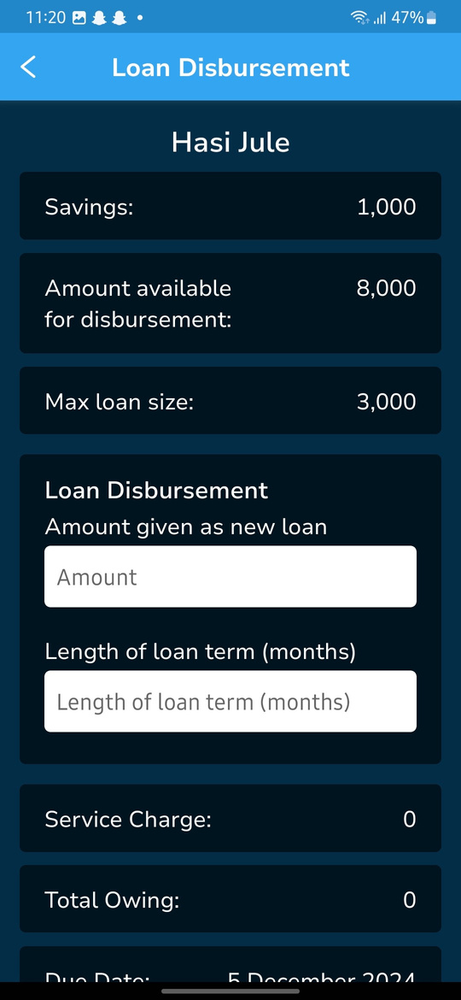 11:20
47%
Loan Disbursement
Hasi Jule
Savings: 1,000
Amount available 8,000
for disbursement:
Max loan size: 3,000
Loan Disbursement
Amount given as new loan
Amount
Length of loan term (months)
Length of loan term (months)
Service Charge: 0
Total Owing: 0
Due Date: 5 December 2024